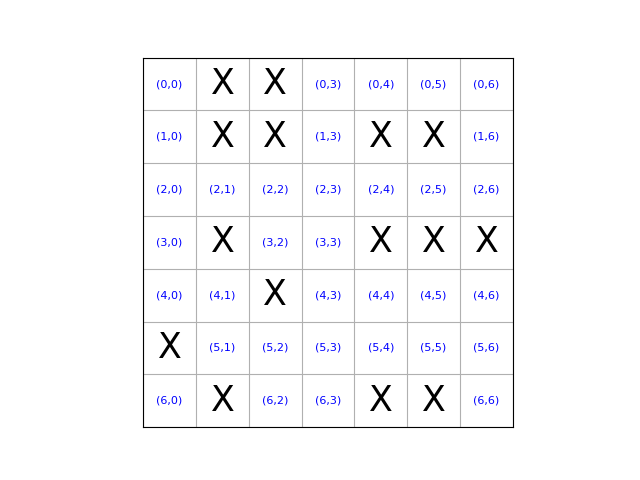 (0,0) X X (0,3) (0,4) (0,5) (0,6)
(1,0) X X (1,3) X X (1,6)
(2,0) (2,1) (2,2) (2,3) (2,4) (2,5) (2,6)
(3,0) X (3,2) (3,3) X X X
(4,0) (4,1) X (4,3) (4,4) (4,5) (4,6)
X (5,1) (5,2) (5,3) (5,4) (5,5) (5,6)
(6,0) X (6,2) (6,3) X X (6,6)